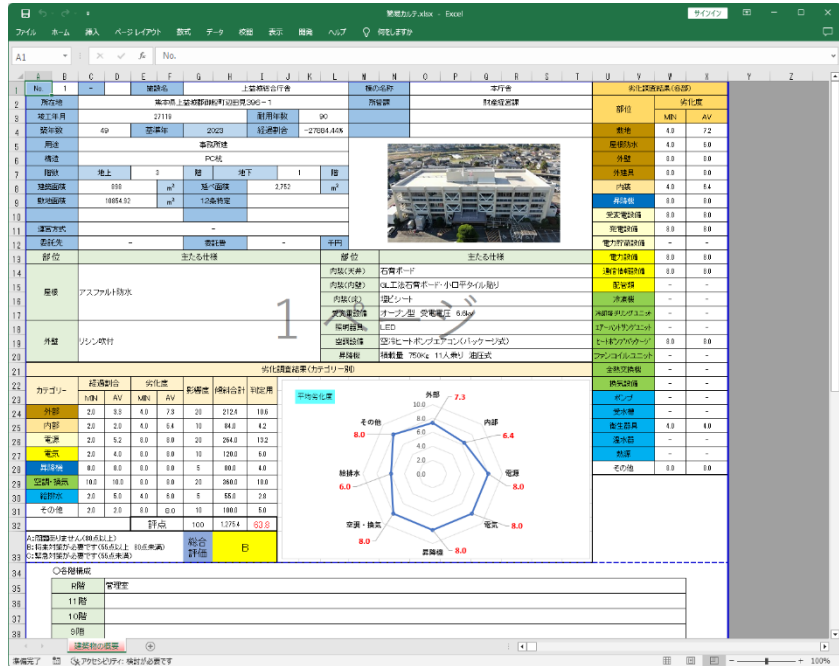 建築カルテ.xlsx - Excel
サインイン
ファイル ホーム 挿入 ページ レイアウト 数式 データ 校閲 表示 開発 ヘルプ 何をしますか
A1 fx No.
A B C D E F G H I J K L M N O P Q R S T U V W X Y Z
No. 1 - 施設名 上益城総合庁舎 棟の名称 本庁舎 劣化調査結果(各部)
所在地 熊本県上益城郡御船町辺田見396-1 所管課 財産経営課 部位 劣化度
竣工年月 27119 耐用年数 90 MIN AV
築年数 49 基準年 2023 経過割合 -27884.44% 敷地 4.0 7.2
用途 事務所建 屋根防水 4.0 6.0
構造 PC杭 外壁 0.0 0.0
階数 地上 3 階 地下 1 階 外建具 8.0 8.0
建築面積 890 m² 延べ面積 2,752 m² 内装 4.0 6.4
敷地面積 10854.92 m² 12条特定 昇降機 8.0 8.0
受変電設備 8.0 8.0
運営方式 - 発電設備 8.0 8.0
委託先 - 委託費 - 千円 電力貯蔵設備 - -
部位 主たる仕様 部位 主たる仕様 電力設備 8.0 8.0
内装(天井) 石膏ボード 通信情報設備 8.0 8.0
屋根 アスファルト防水 内装(内壁) GL工法石膏ボード・小口平タイル貼り 配管類 - -
内装(床) 塩ビシート 冷凍機 - -
受変電設備 オープン型 受電電圧 6.6kV
照明器具 LED
外壁 リシン吹付 空調設備 空冷ヒートポンプエアコン(パッケージ式) ヒートポンプパッケージ 8.0 8.0
昇降機 積載量 750Kg 11人乗り 油圧式 ファンコイルユニット - -
1 ページ
劣化調査結果(カテゴリー別) 全熱交換機 - -
カテゴリー 経過割合 劣化度 影響度 傾斜合計 判定用 換気設備 - -
MIN AV MIN AV 平均劣化度 ポンプ - -
外部 2.0 3.3 4.0 7.3 20 212.4 10.6 受水槽 - -
内部 2.0 2.0 4.0 6.4 10 84.0 4.2 衛生器具 4.0 4.0
電源 2.0 5.2 8.0 8.0 20 264.0 13.2 温水器 - -
電気 2.0 4.0 8.0 8.0 10 120.0 6.0 熱源 - -
昇降機 8.0 8.0 8.0 8.0 5 80.0 4.0 その他 8.0 8.0
空調・換気 10.0 10.0 8.0 8.0 20 360.0 18.0
給排水 2.0 5.0 4.0 6.0 5 55.0 2.8
その他 2.0 2.0 8.0 8.0 10 100.0 5.0
評点 100 1,275.4 63.8
外部 7.3
内部 6.4
電源 8.0
電気 8.0
昇降機 8.0
空調・換気 8.0
給排水 6.0
その他 8.0
10.0
8.0
6.0
4.0
2.0
0.0
A:問題ありません(80点以上)
B:将来対策が必要です(55点以上 80点未満)
C:緊急対策が必要です(55点未満)
総合評価 B
○各階構成
R階 管理室
11階
10階
9階
建築物の概要
準備完了 アクセシビリティ: 検討が必要です 100%